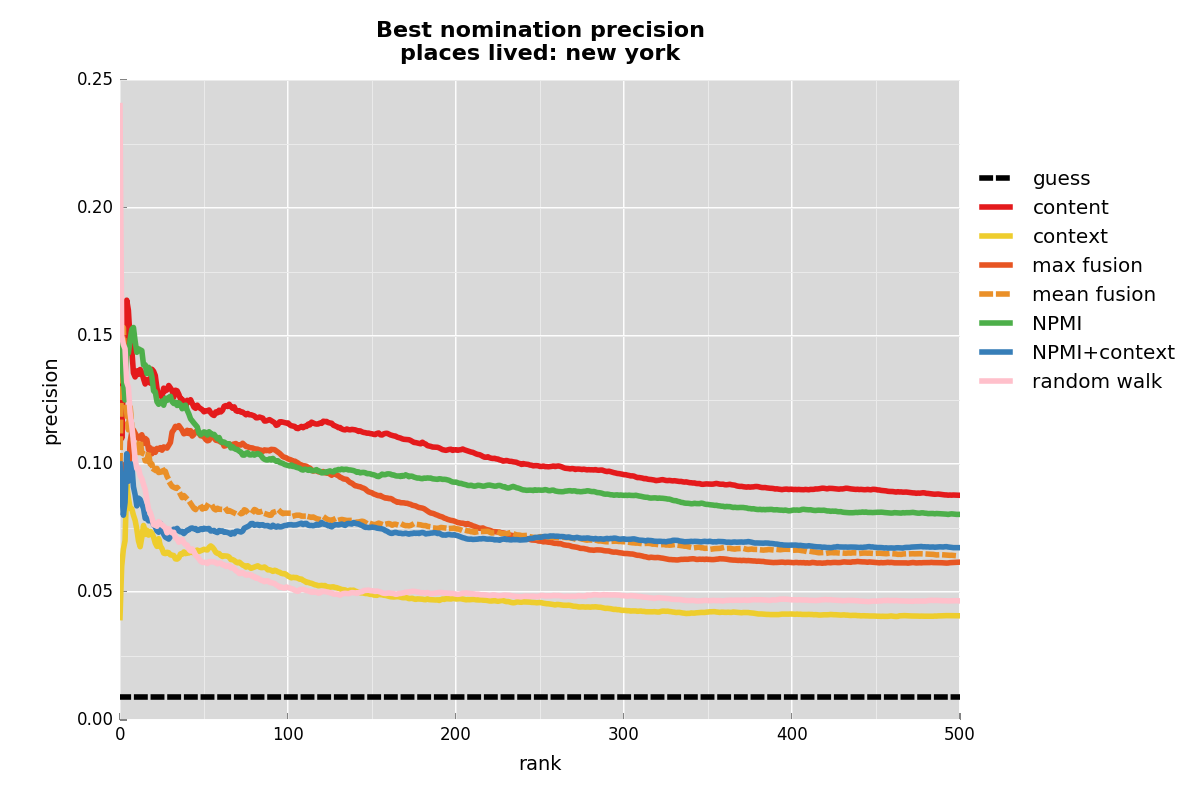 Best nomination precision
places lived: new york
precision
0.25
0.20
0.15
0.10
0.05
0.00
0
100
200
300
400
500
rank
guess
content
context
max fusion
mean fusion
NPMI
NPMI+context
random walk